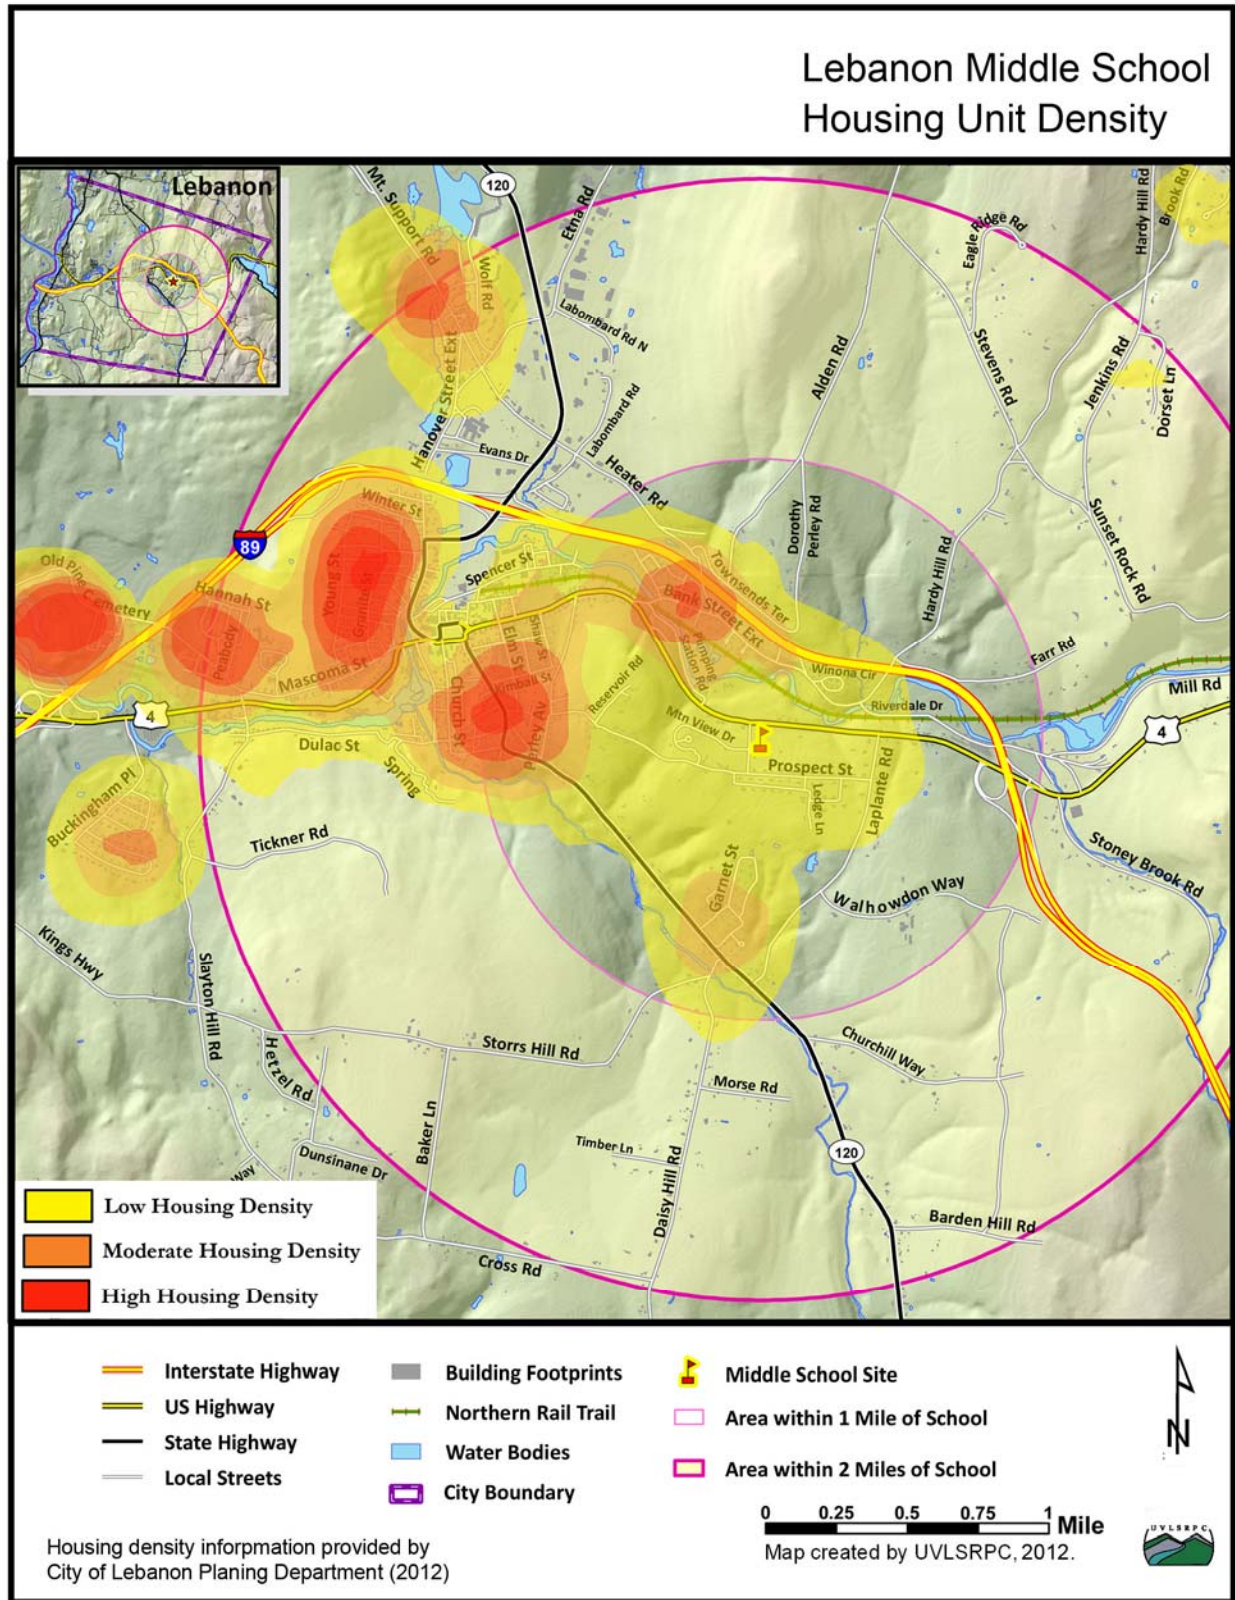 Lebanon Middle School
Housing Unit Density
Lebanon
Mt. Support Rd
120
Etna Rd
Wolf Rd
Labombard Rd N
Hanover Street Ext
Labombard Rd
Evans Dr
Heater Rd
Alden Rd
Eagle Ridge Rd
Stevens Rd
Hardy Hill Rd
Brook Rd
Jenkins Rd
Dorset Ln
Sunset Rock Rd
Dorothy
Perley Rd
Hardy Hill Rd
Farr Rd
Mill Rd
Winter St
89
Old Pine
Cemetery
Hannah St
Peabody
Young St
Spencer St
Townsends Ter
Bank Street Ext
Pumping
Station Rd
Winona Cir
Riverdale Dr
Mascoma St
Elm St
Shaw St
Kimball St
Church St
Perley Av
Reservoir Rd
Mtn View Dr
Prospect St
Ledge Ln
Laplante Rd
4
4
Dulac St
Spring
Buckingham Pl
Tickner Rd
Garnet St
Walhowdon Way
Stoney Brook Rd
Kings Hwy
Slayton Hill Rd
Hetzel Rd
Storrs Hill Rd
Churchill Way
Morse Rd
Timber Ln
Baker Ln
Daisy Hill Rd
120
Dunsinane Dr
Way
Barden Hill Rd
Cross Rd
Low Housing Density
Moderate Housing Density
High Housing Density
Interstate Highway
US Highway
State Highway
Local Streets
Building Footprints
Northern Rail Trail
Water Bodies
City Boundary
Middle School Site
Area within 1 Mile of School
Area within 2 Miles of School
N
0 0.25 0.5 0.75 1
Mile
Map created by UVLSRPC, 2012.
UVLSRPC
Housing density infiorpmation provided by
City of Lebanon Planing Department (2012)